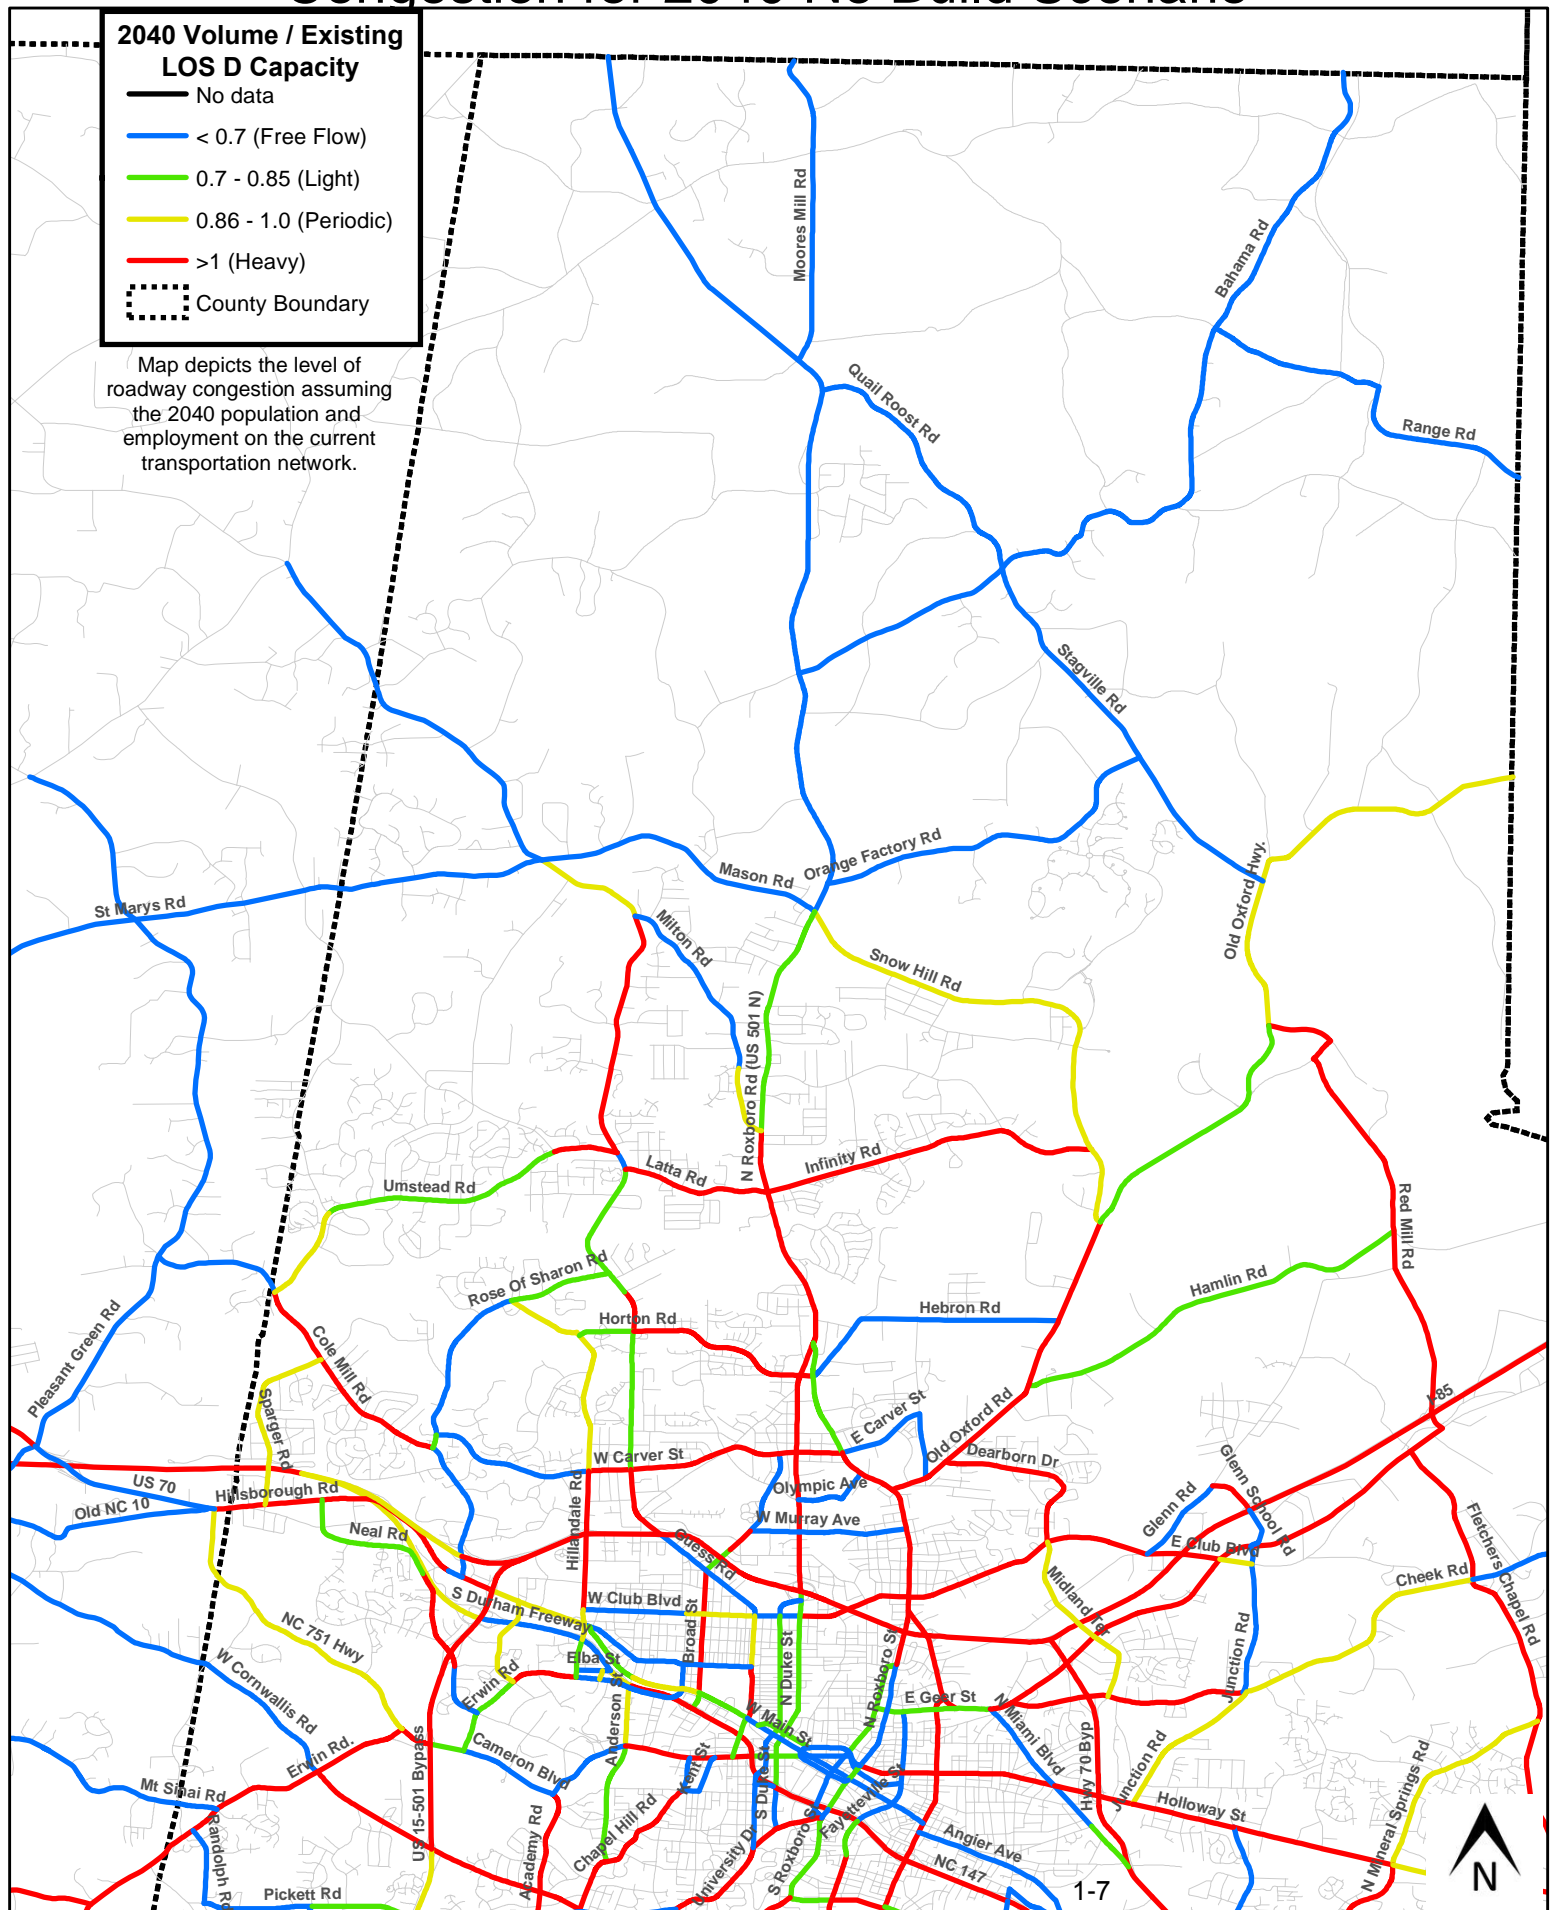 Congestion for 2040 No Build Scenario
2040 Volume / Existing
LOS D Capacity
No data
< 0.7 (Free Flow)
0.7 - 0.85 (Light)
0.86 - 1.0 (Periodic)
>1 (Heavy)
County Boundary
Map depicts the level of
roadway congestion assuming
the 2040 population and
employment on the current
transportation network.
Moores Mill Rd
Bahama Rd
Quail Roost Rd
Range Rd
Stagville Rd
Orange Factory Rd
Mason Rd
Old Oxford Hwy.
St Marys Rd
Milton Rd
Snow Hill Rd
N Roxboro Rd (US 501 N)
Infinity Rd
Latta Rd
Umstead Rd
Red Mill Rd
Rose Of Sharon Rd
Hamlin Rd
Hebron Rd
Horton Rd
Pleasant Green Rd
Cole Mill Rd
Sparger Rd
I-85
E Carver St
Old Oxford Rd
W Carver St
Dearborn Dr
US 70
Hillsborough Rd
Old NC 10
Olympic Ave
Glenn Rd
Glenn School Rd
Fletchers Chapel Rd
Neal Rd
Hillandale Rd
Guess Rd
W Murray Ave
E Club Blvd
Cheek Rd
Midland Ter
S Durham Freeway
W Club Blvd
NC 751 Hwy
Broad St
N Duke St
N Roxboro St
Junction Rd
W Cornwallis Rd
Elba St
Erwin Rd
Anderson St
E Geer St
N Miami Blvd
W Main St
Hwy 70 Byp
Junction Rd
Erwin Rd.
US 15-501 Bypass
Cameron Blvd
Kent St
S Duke St
Fayetteville St
Mt Sinai Rd
Holloway St
N Mineral Springs Rd
Randolph Rd
Academy Rd
Chapel Hill Rd
University Dr
S Roxboro St
Angier Ave
NC 147
Pickett Rd
1-7
N